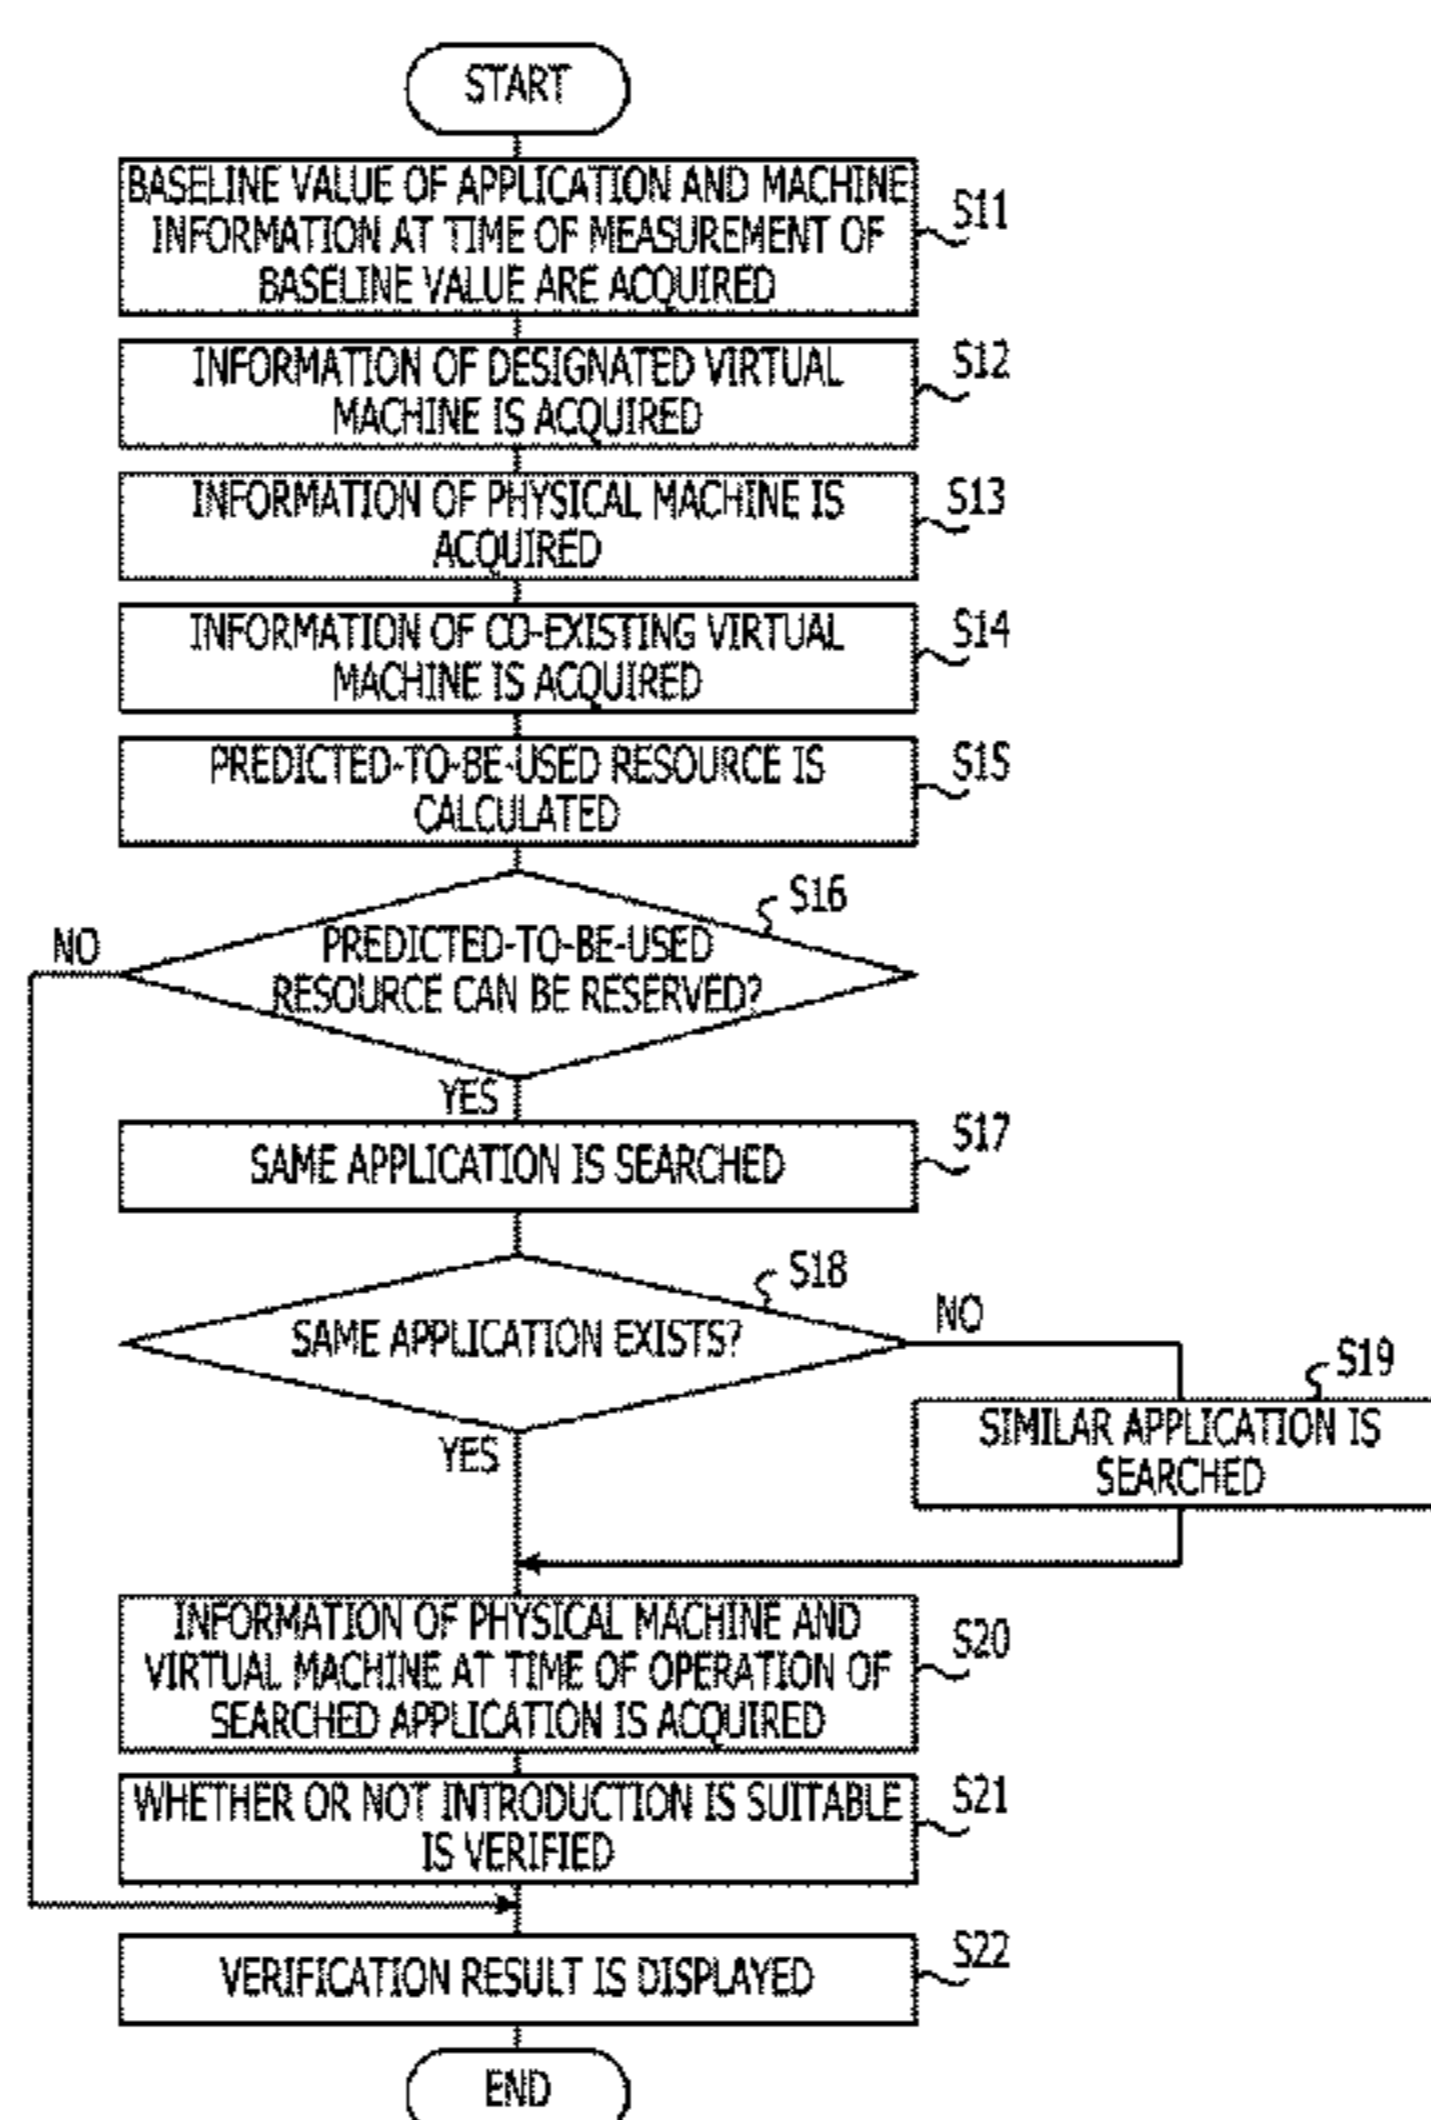 START
BASELINE VALUE OF APPLICATION AND MACHINE
INFORMATION AT TIME OF MEASUREMENT OF
BASELINE VALUE ARE ACQUIRED
S11
INFORMATION OF DESIGNATED VIRTUAL
MACHINE IS ACQUIRED
S12
INFORMATION OF PHYSICAL MACHINE IS
ACQUIRED
S13
INFORMATION OF CO-EXISTING VIRTUAL
MACHINE IS ACQUIRED
S14
PREDICTED-TO-BE-USED RESOURCE IS
CALCULATED
S15
S16
NO
PREDICTED-TO-BE-USED
RESOURCE CAN BE RESERVED?
YES
SAME APPLICATION IS SEARCHED
S17
S18
SAME APPLICATION EXISTS?
NO
YES
S19
SIMILAR APPLICATION IS
SEARCHED
INFORMATION OF PHYSICAL MACHINE AND
VIRTUAL MACHINE AT TIME OF OPERATION OF
SEARCHED APPLICATION IS ACQUIRED
S20
WHETHER OR NOT INTRODUCTION IS SUITABLE
IS VERIFIED
S21
VERIFICATION RESULT IS DISPLAYED
S22
END